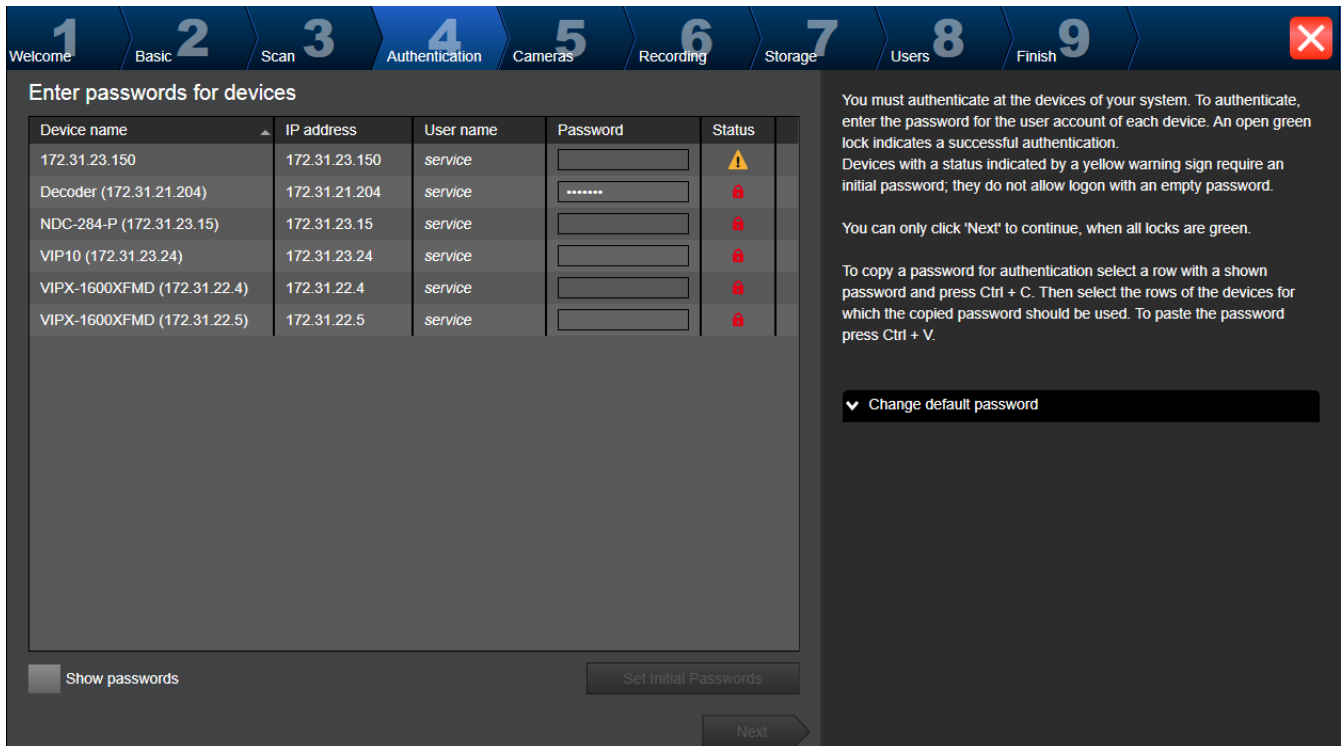 1 2 3 4 5 6 7 8 9
Welcome Basic Scan Authentication Cameras Recording Storage Users Finish
Enter passwords for devices
Device name IP address User name Password Status
172.31.23.150 172.31.23.150 service
Decoder (172.31.21.204) 172.31.21.204 service •••••••
NDC-284-P (172.31.23.15) 172.31.23.15 service
VIP10 (172.31.23.24) 172.31.23.24 service
VIPX-1600XFMD (172.31.22.4) 172.31.22.4 service
VIPX-1600XFMD (172.31.22.5) 172.31.22.5 service
Show passwords
Set Initial Passwords
Next
You must authenticate at the devices of your system. To authenticate,
enter the password for the user account of each device. An open green
lock indicates a successful authentication.
Devices with a status indicated by a yellow warning sign require an
initial password; they do not allow logon with an empty password.
You can only click 'Next' to continue, when all locks are green.
To copy a password for authentication select a row with a shown
password and press Ctrl + C. Then select the rows of the devices for
which the copied password should be used. To paste the password
press Ctrl + V.
Change default password